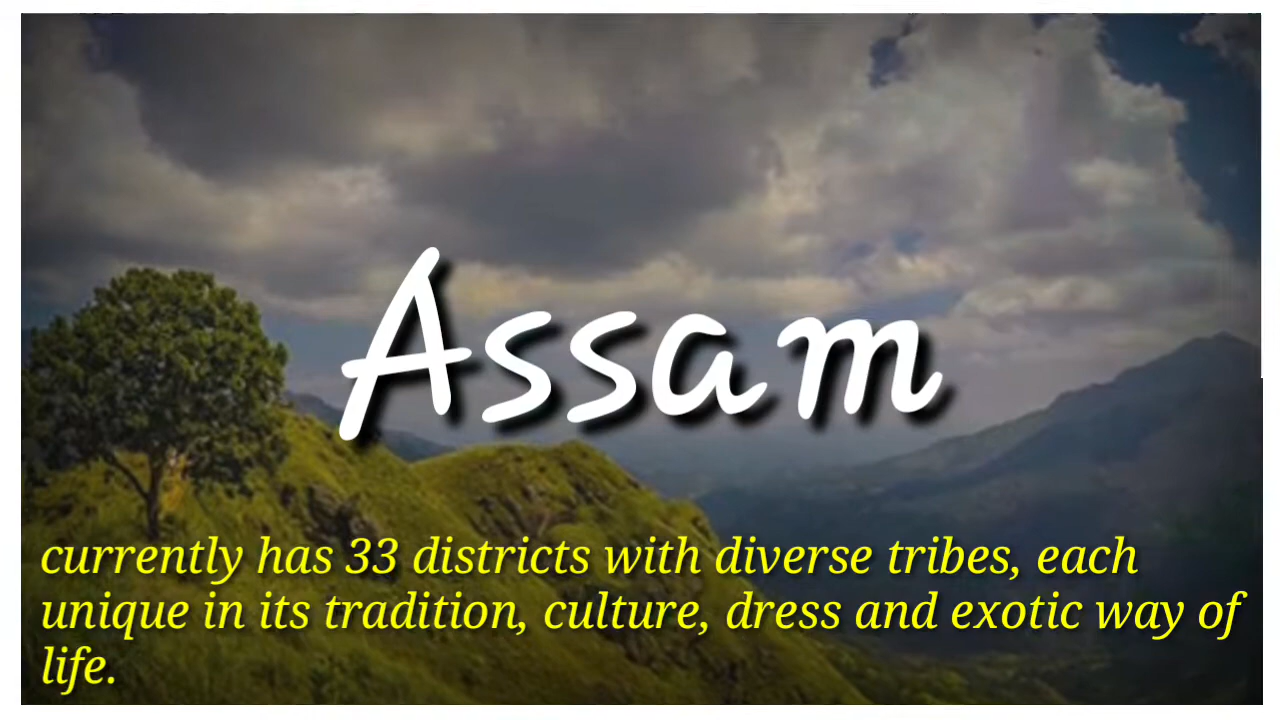 Assam
currently has 33 districts with diverse tribes, each
unique in its tradition, culture, dress and exotic way of
life.